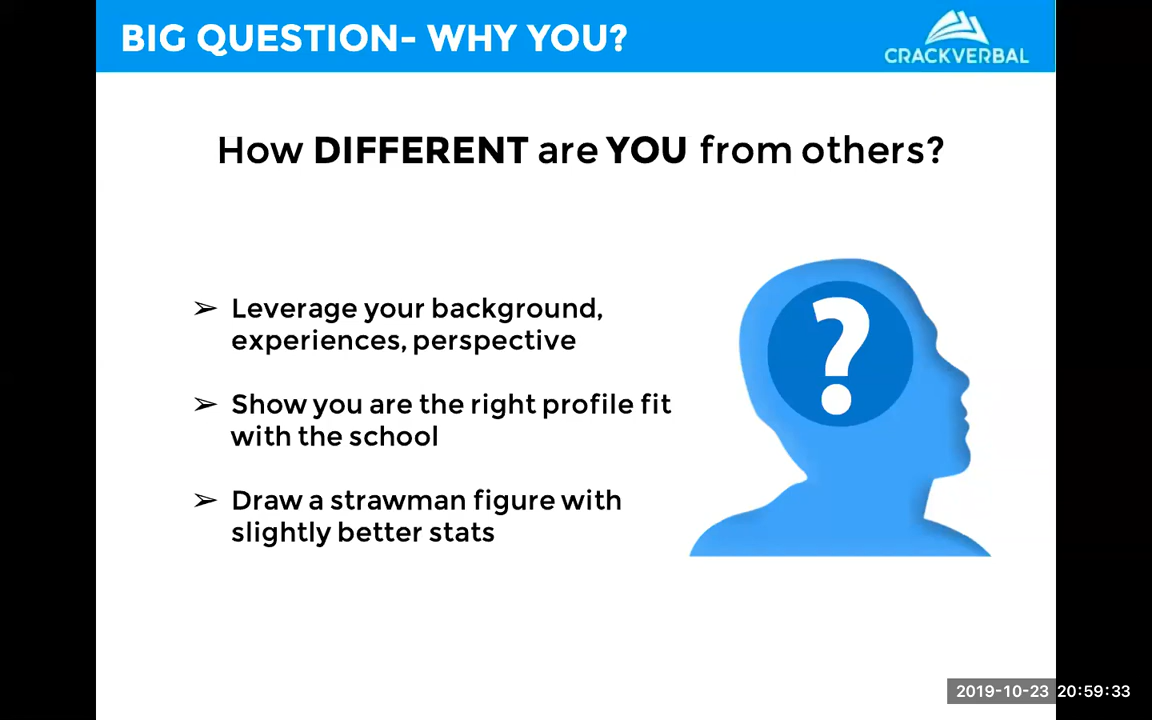 BIG QUESTION- WHY YOU?
CRACKVERBAL
How DIFFERENT are YOU from others?
➢ Leverage your background,
experiences, perspective
➢ Show you are the right profile fit
with the school
➢ Draw a strawman figure with
slightly better stats
?
2019-10-23 20:59:33